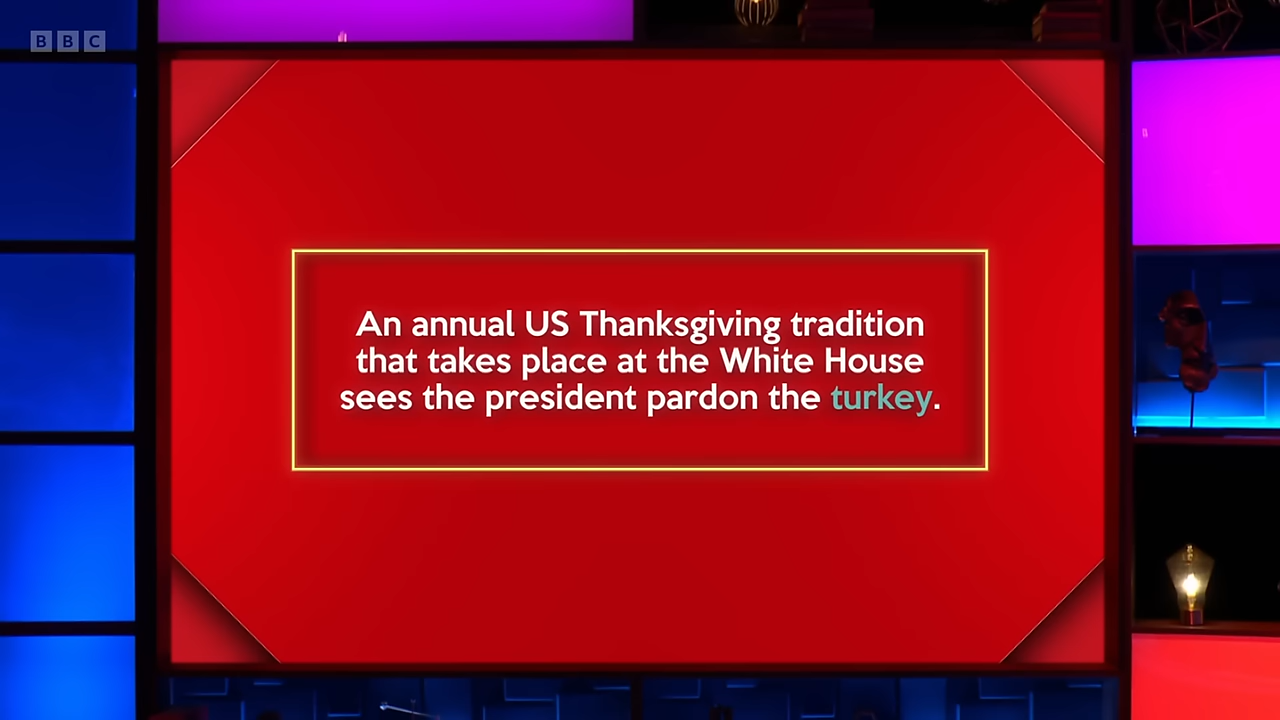 BBC
An annual US Thanksgiving tradition
that takes place at the White House
sees the president pardon the turkey.